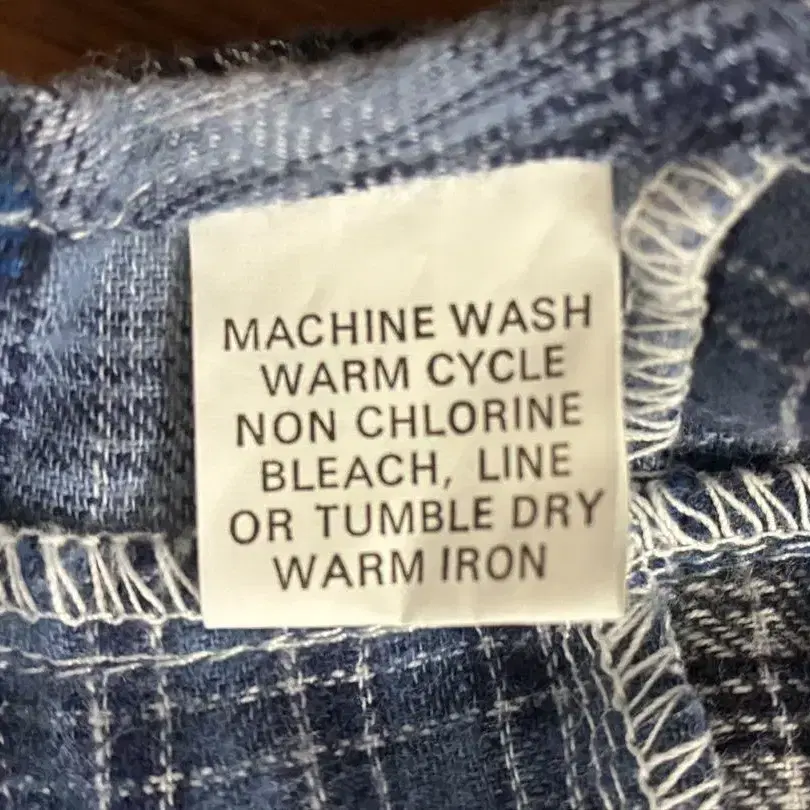 MACHINE WASH
WARM CYCLE
NON CHLORINE
BLEACH, LINE
OR TUMBLE DRY
WARM IRON